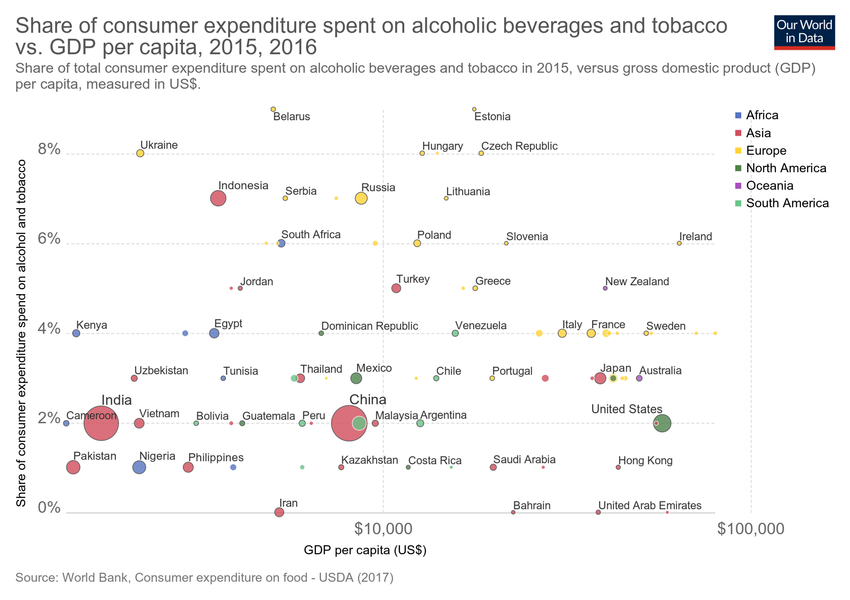 Share of consumer expenditure spent on alcoholic beverages and tobacco
vs. GDP per capita, 2015, 2016
Our World
in Data
Share of total consumer expenditure spent on alcoholic beverages and tobacco in 2015, versus gross domestic product (GDP)
per capita, measured in US$.
Africa
Asia
Europe
North America
Oceania
South America
Share of consumer expenditure spend on alcohol and tobacco
Belarus
Estonia
8%
Ukraine
Hungary
Czech Republic
Indonesia
Serbia
Russia
Lithuania
6%
South Africa
Poland
Slovenia
Ireland
Jordan
Turkey
Greece
New Zealand
4%
Kenya
Egypt
Dominican Republic
Venezuela
Italy
France
Sweden
Uzbekistan
Tunisia
Thailand
Mexico
Chile
Portugal
Japan
Australia
2%
India
China
United States
Cameroon
Vietnam
Bolivia
Guatemala
Peru
Malaysia
Argentina
Pakistan
Nigeria
Philippines
Kazakhstan
Costa Rica
Saudi Arabia
Hong Kong
0%
Iran
Bahrain
United Arab Emirates
$10,000
$100,000
GDP per capita (US$)
Source: World Bank, Consumer expenditure on food - USDA (2017)